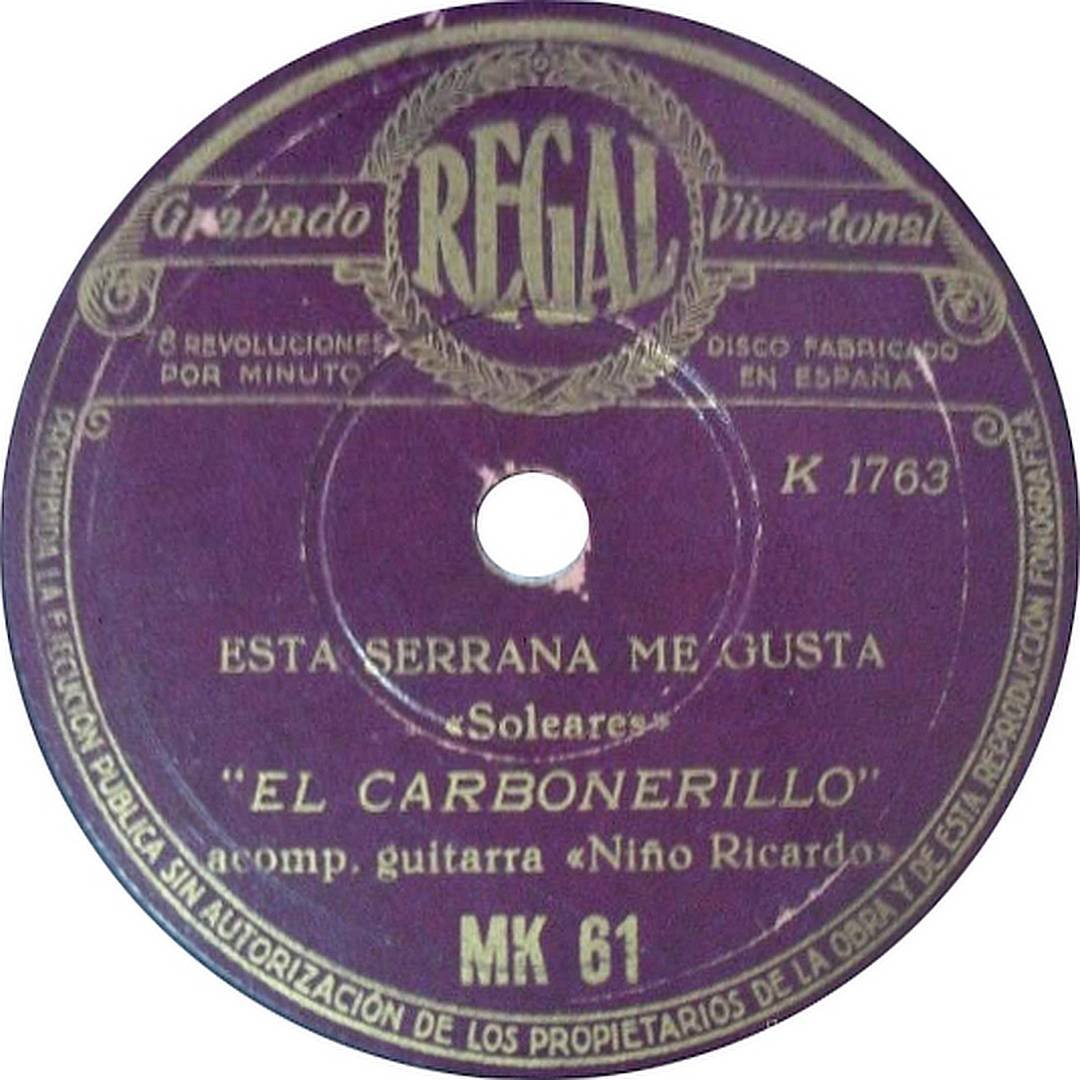 REGAL
Grabado
Viva-tonal
78 REVOLUCIONES
POR MINUTO
DISCO FABRICADO
EN ESPAÑA
K 1763
ESTA SERRANA ME GUSTA
«Soleares»
"EL CARBONERILLO"
acomp. guitarra «Niño Ricardo»
MK 61
PROHIBIDA LA EJECUCIÓN PUBLICA SIN AUTORIZACIÓN DE LOS PROPIETARIOS DE LA OBRA Y DE ESTA REPRODUCCIÓN FONOGRAFICA